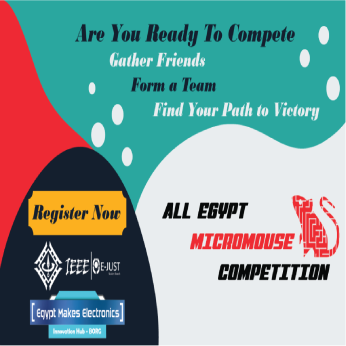 Are You Ready To Compete
Gather Friends
Form a Team
Find Your Path to Victory
Register Now
ALL EGYPT
MICROMOUSE
COMPETITION
IEEE E-JUST
Egypt Makes Electronics
Innovation Hub - BORG